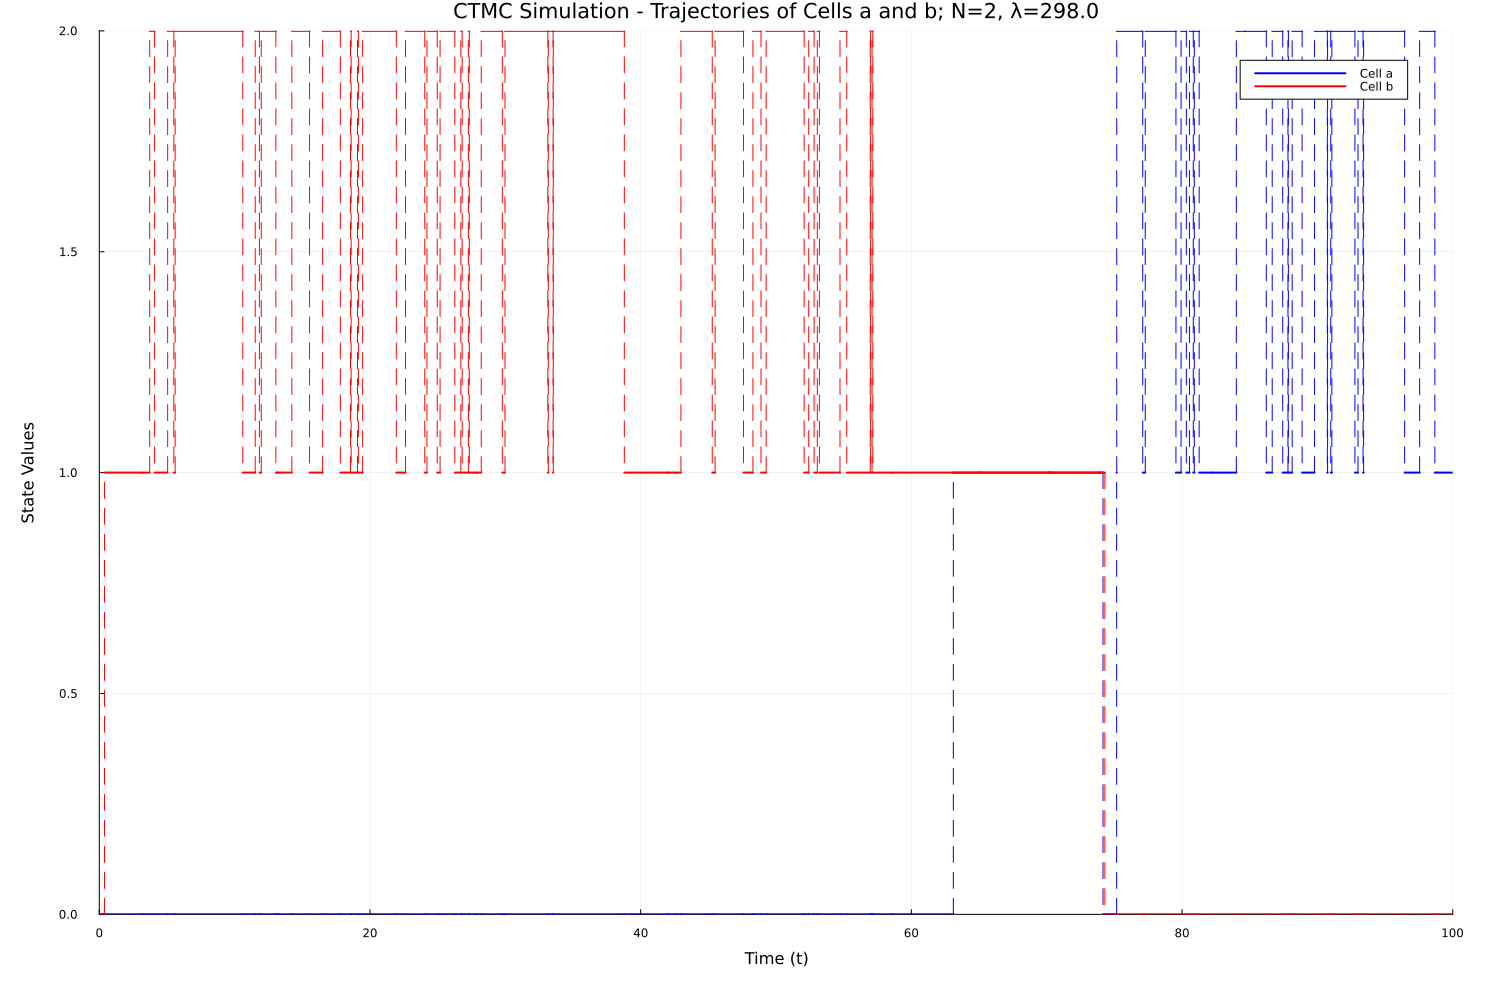 CTMC Simulation - Trajectories of Cells a and b; N=2, λ=298.0
2.0
Cell a
Cell b
1.5
1.0
State Values
0.5
0.0
0 20 40 60 80 100
Time (t)